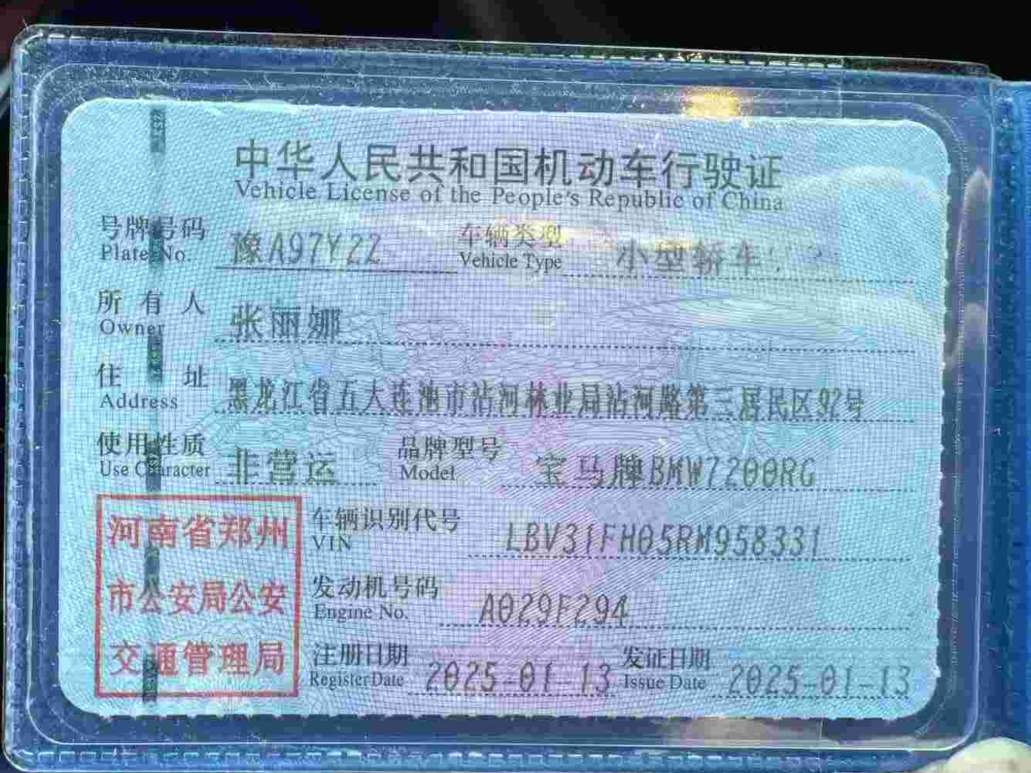 中华人民共和国机动车行驶证
Vehicle License of the People's Republic of China
号牌号码 豫A97Y22 车辆类型 小型轿车
Plate No. Vehicle Type
所有人 张丽娜
Owner
住址 黑龙江省五大连池市沾河林业局沾河路第三居民区92号
Address
使用性质 非营运 品牌型号 宝马牌BMW7200RG
Use Character Model
河南省郑州
市公安局公安
交通管理局
车辆识别代号 LBV31FH05RM958331
VIN
发动机号码 A029F294
Engine No.
注册日期 2025-01-13 发证日期 2025-01-13
Register Date Issue Date